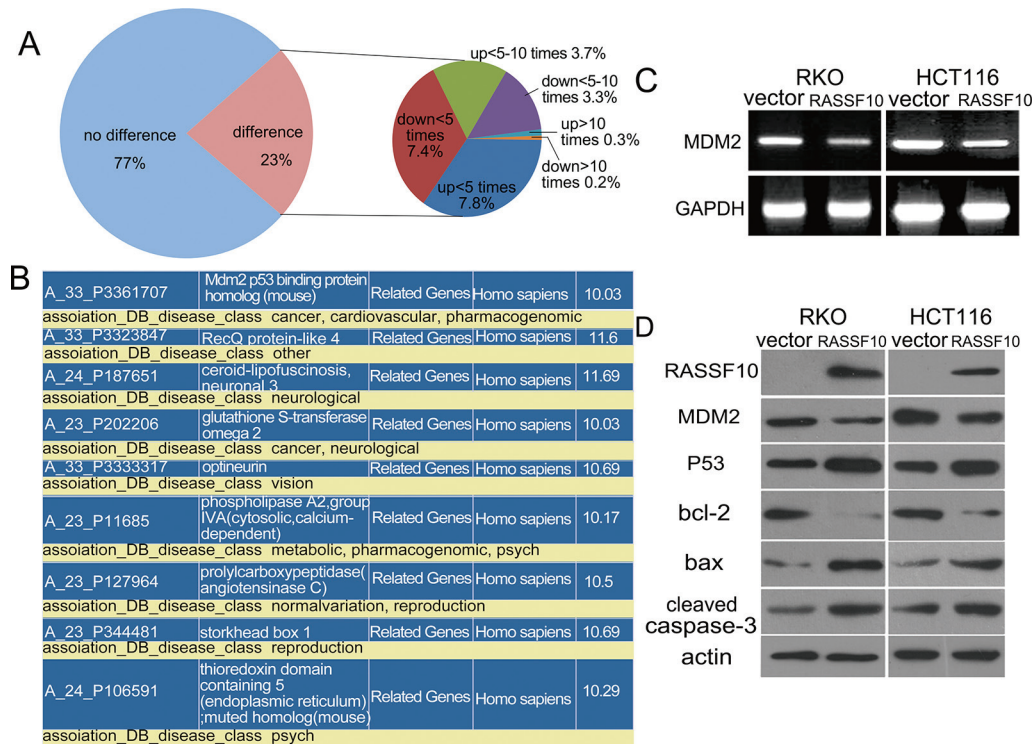 A
no difference
77%
difference
23%
up<5-10 times 3.7%
down<5-10
times 3.3%
up>10
times 0.3%
down>10
times 0.2%
down<5
times
7.4%
up<5 times
7.8%
B
A_33_P3361707 Mdm2 p53 binding protein
homolog (mouse) Related Genes Homo sapiens 10.03
assoiation_DB_disease_class cancer, cardiovascular, pharmacogenomic
A_33_P3323847 RecQ protein-like 4 Related Genes Homo sapiens 11.6
assoiation_DB_disease_class other
A_24_P187651 ceroid-lipofuscinosis,
neuronal 3 Related Genes Homo sapiens 11.69
assoiation_DB_disease_class neurological
A_23_P202206 glutathione S-transferase
omega 2 Related Genes Homo sapiens 10.03
assoiation_DB_disease_class cancer, neurological
A_33_P3333317 optineurin Related Genes Homo sapiens 10.69
assoiation_DB_disease_class vision
A_23_P11685 phospholipase A2,group
IVA(cytosolic,calcium-
dependent) Related Genes Homo sapiens 10.17
assoiation_DB_disease_class metabolic, pharmacogenomic, psych
A_23_P127964 prolylcarboxypeptidase(
angiotensinase C) Related Genes Homo sapiens 10.5
assoiation_DB_disease_class normalvariation, reproduction
A_23_P344481 storkhead box 1 Related Genes Homo sapiens 10.69
assoiation_DB_disease_class reproduction
A_24_P106591 thioredoxin domain
containing 5
(endoplasmic reticulum)
;muted homolog(mouse) Related Genes Homo sapiens 10.29
assoiation_DB_disease_class psych
C
RKO HCT116
vector RASSF10 vector RASSF10
MDM2
GAPDH
D
RKO HCT116
vector RASSF10 vector RASSF10
RASSF10
MDM2
P53
bcl-2
bax
cleaved
caspase-3
actin